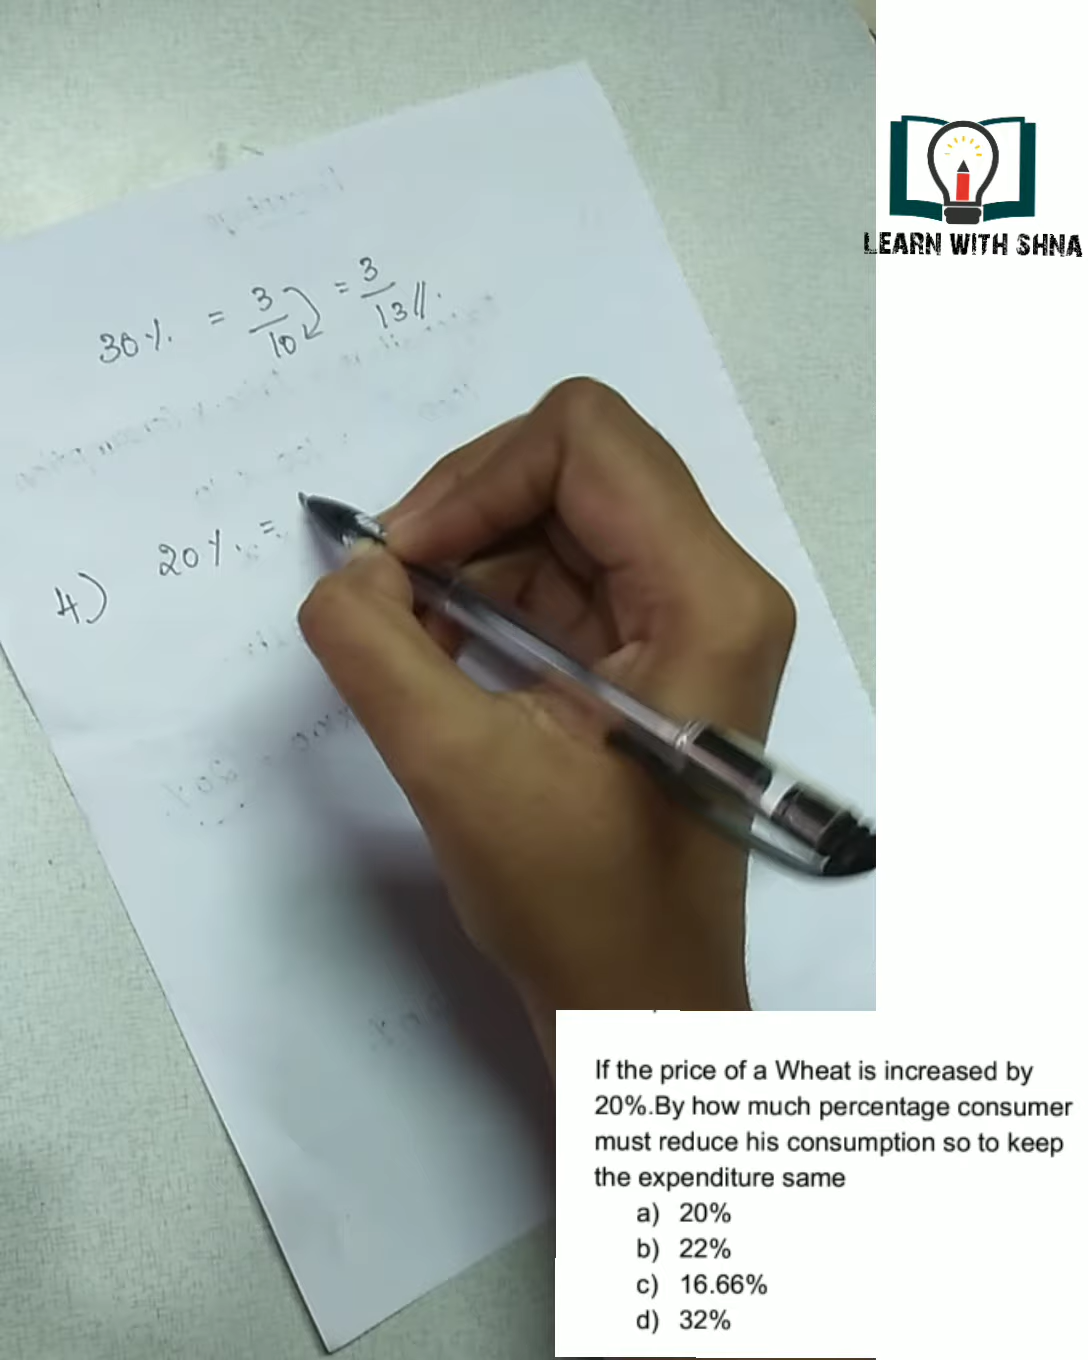 LEARN WITH SHNA
30% = 3/10 = 3/13 //.
4) 20% =
If the price of a Wheat is increased by
20%.By how much percentage consumer
must reduce his consumption so to keep
the expenditure same
a) 20%
b) 22%
c) 16.66%
d) 32%